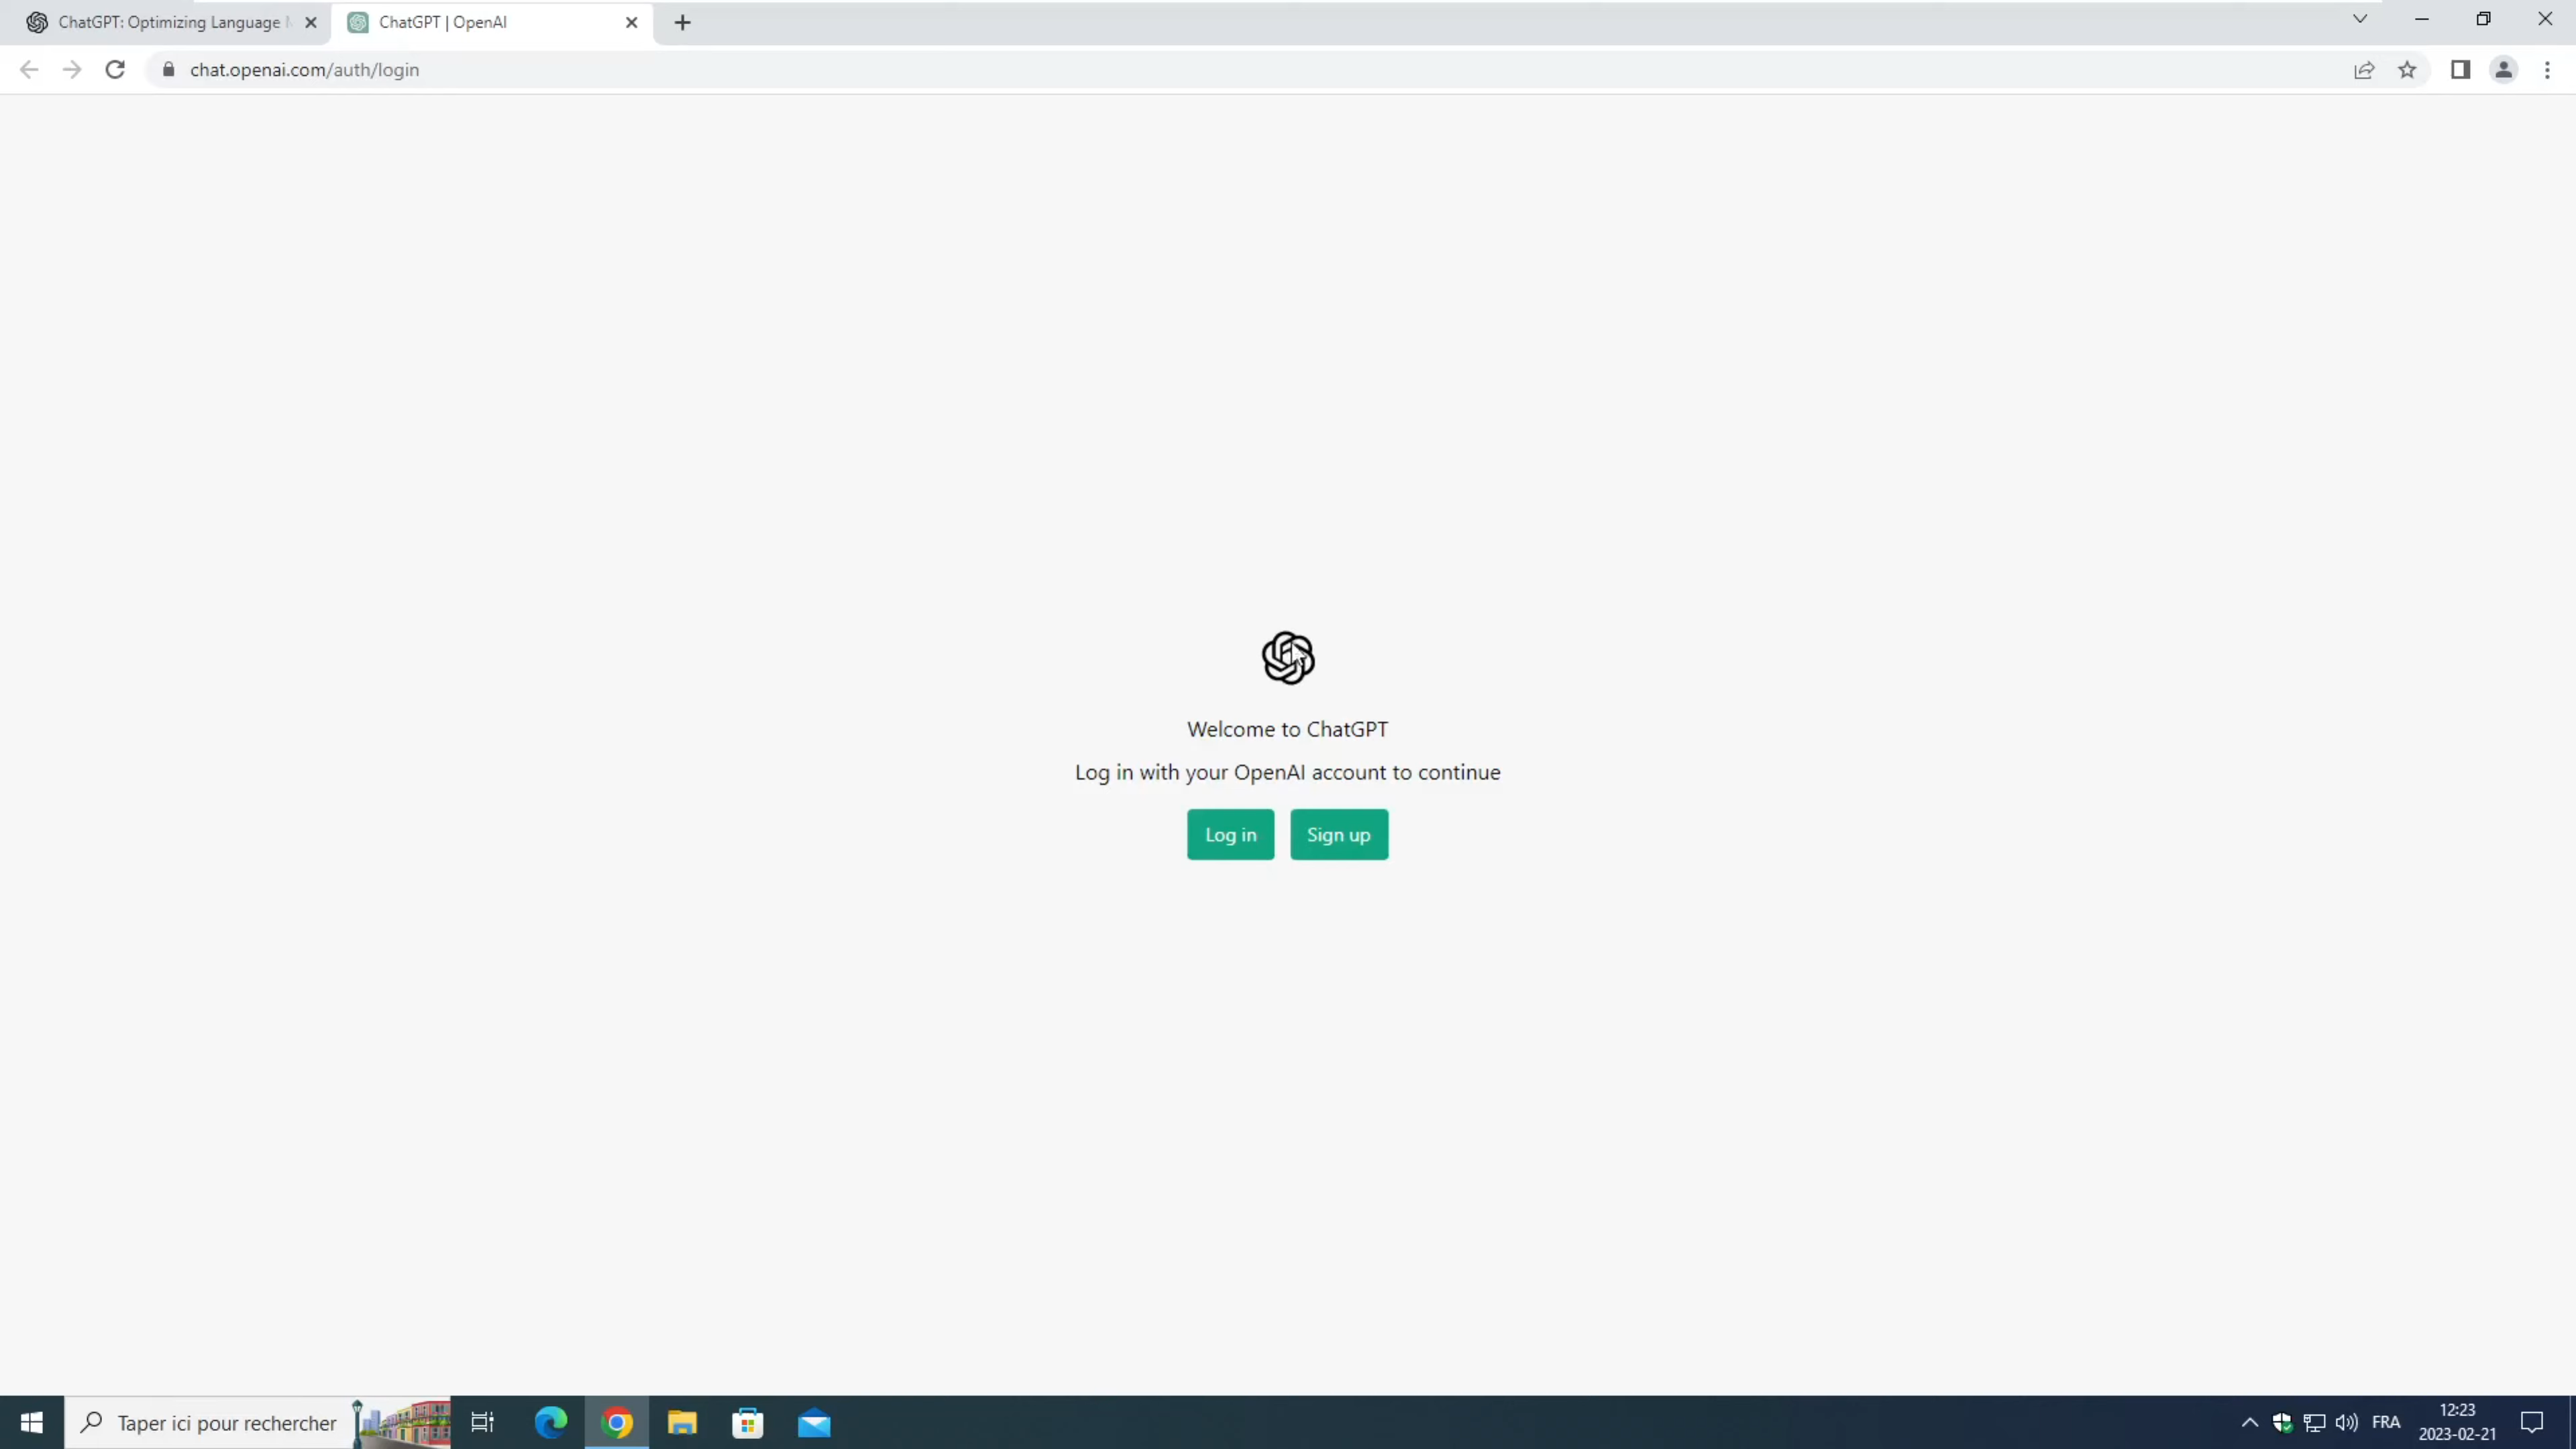 ChatGPT: Optimizing Language
ChatGPT | OpenAI
chat.openai.com/auth/login
Welcome to ChatGPT
Log in with your OpenAI account to continue
Log in
Sign up
Taper ici pour rechercher
FRA
12:23
2023-02-21